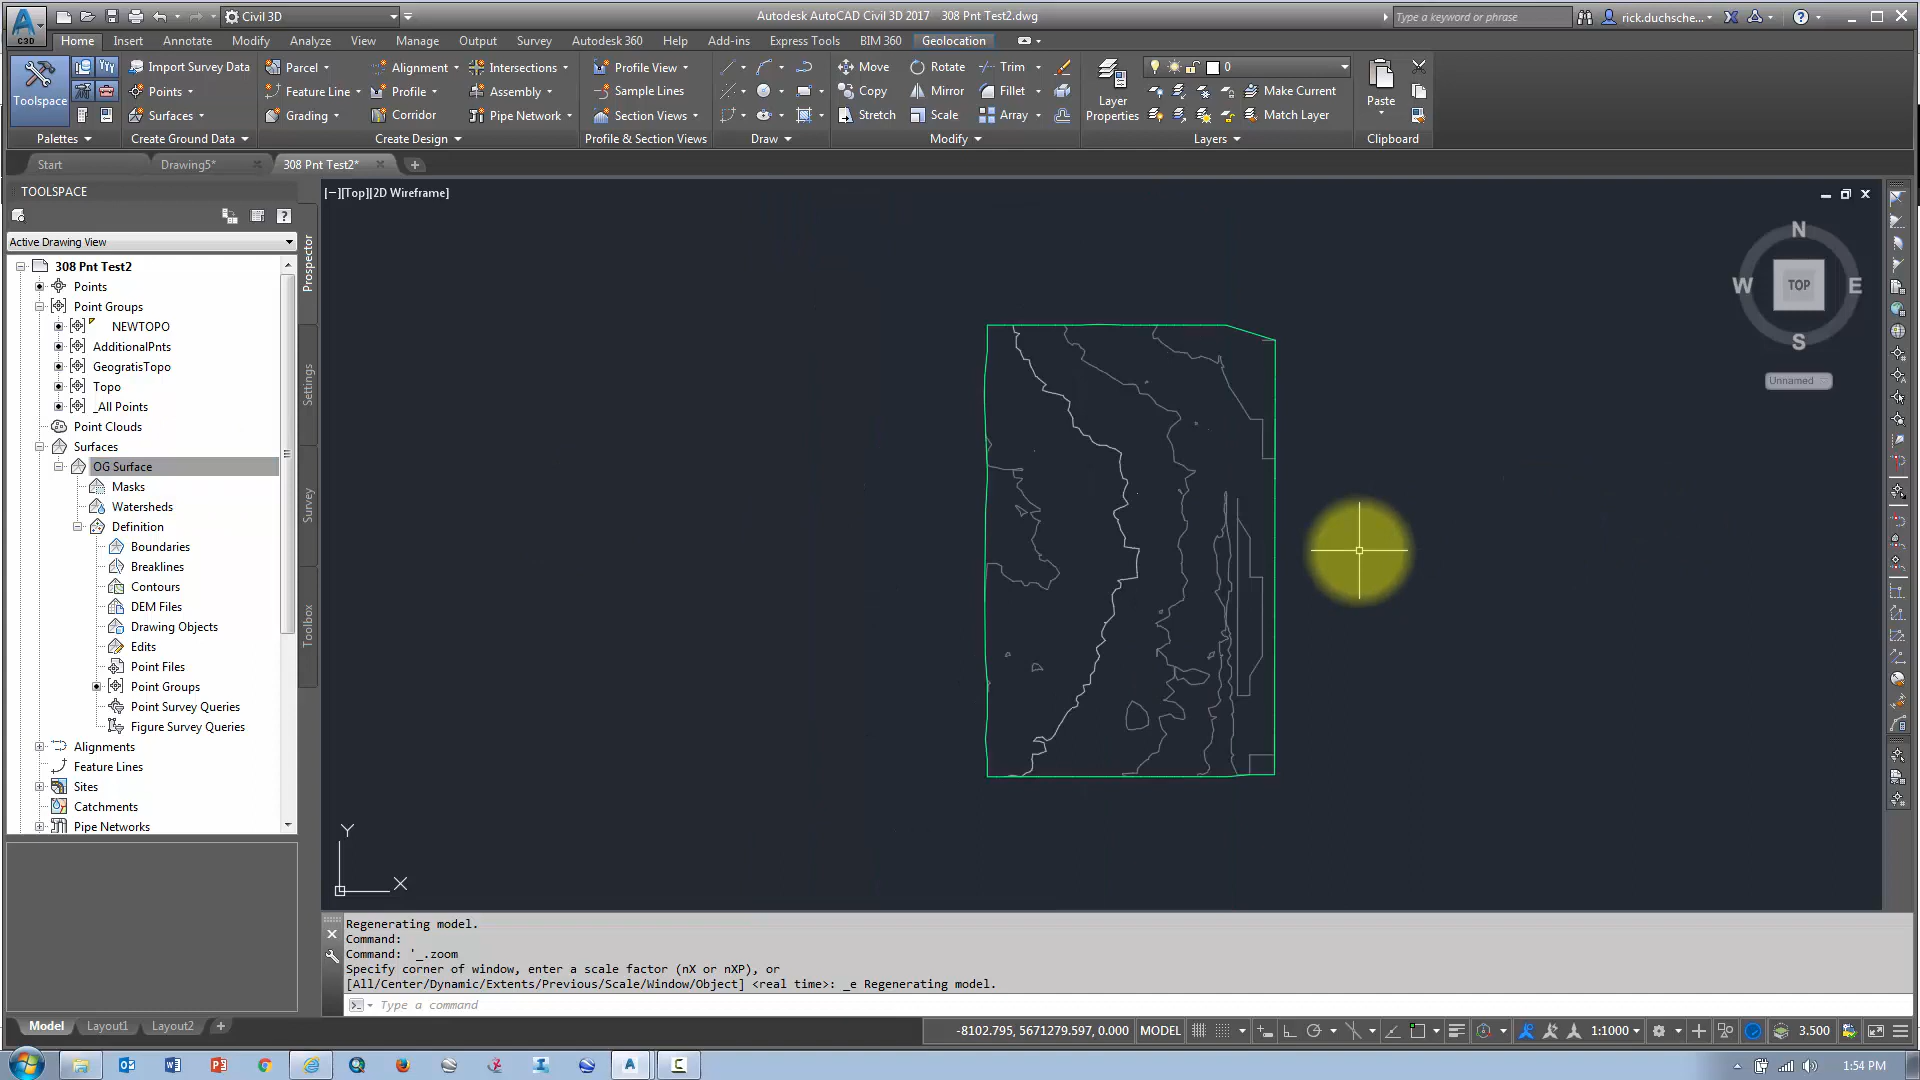 C3D
Civil 3D
Autodesk AutoCAD Civil 3D 2017 308 Pnt Test2.dwg
Type a keyword or phrase
rick.duchsche...
Home Insert Annotate Modify Analyze View Manage Output Survey Autodesk 360 Help Add-ins Express Tools BIM 360 Geolocation
Toolspace
Import Survey Data
Points
Surfaces
Parcel
Feature Line
Grading
Alignment
Profile
Corridor
Intersections
Assembly
Pipe Network
Profile View
Sample Lines
Section Views
Move
Copy
Stretch
Rotate
Mirror
Scale
Trim
Fillet
Array
Layer
Properties
0
Make Current
Match Layer
Paste
Palettes
Create Ground Data
Create Design
Profile & Section Views
Draw
Modify
Layers
Clipboard
Start
Drawing5*
308 Pnt Test2*
TOOLSPACE
Active Drawing View
308 Pnt Test2
Points
Point Groups
NEWTOPO
AdditionalPnts
GeogratisTopo
Topo
_All Points
Point Clouds
Surfaces
OG Surface
Masks
Watersheds
Definition
Boundaries
Breaklines
Contours
DEM Files
Drawing Objects
Edits
Point Files
Point Groups
Point Survey Queries
Figure Survey Queries
Alignments
Feature Lines
Sites
Catchments
Pipe Networks
Prospector
Settings
Survey
Toolbox
[−][Top][2D Wireframe]
N
W TOP E
S
Unnamed
Y
X
Regenerating model.
Command:
Command: '_.zoom
Specify corner of window, enter a scale factor (nX or nXP), or
[All/Center/Dynamic/Extents/Previous/Scale/Window/Object] <real time>: _e Regenerating model.
Type a command
Model Layout1 Layout2
-8102.795, 5671279.597, 0.000 MODEL
1:1000
3.500
1:54 PM